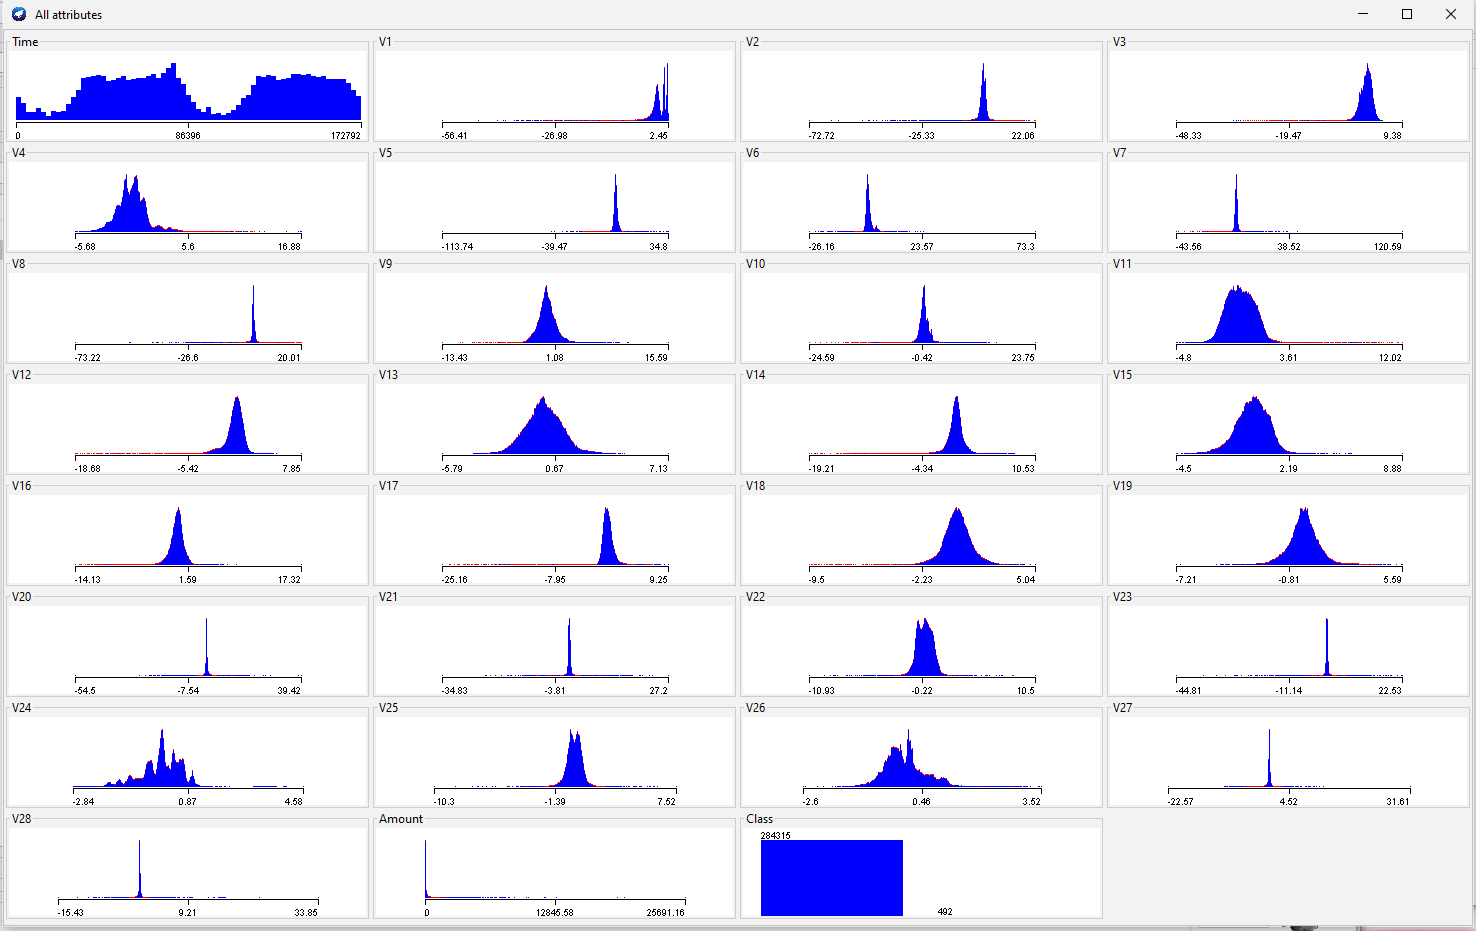 All attributes
Time V1 V2 V3
0 86396 172792 -56.41 -26.98 2.46 -72.72 -25.33 22.06 -48.33 -19.47 9.38
V4 V5 V6 V7
-5.68 5.6 16.88 -113.74 -39.47 34.8 -26.16 23.57 73.3 -43.56 38.52 120.59
V8 V9 V10 V11
-73.22 -26.6 20.01 -13.43 1.08 15.59 -24.59 -0.42 23.75 -4.8 3.61 12.02
V12 V13 V14 V15
-18.68 -5.42 7.85 -5.79 0.67 7.13 -19.21 -4.34 10.53 -4.5 2.19 8.88
V16 V17 V18 V19
-14.13 1.59 17.32 -25.16 -7.95 9.25 -9.5 -2.23 5.04 -7.21 -0.81 5.59
V20 V21 V22 V23
-54.5 -7.54 39.42 -34.83 -3.81 27.2 -10.93 -0.22 10.5 -44.81 -11.14 22.53
V24 V25 V26 V27
-2.84 0.87 4.58 -10.3 -1.39 7.52 -2.6 0.46 3.52 -22.57 4.52 31.61
V28 Amount Class
284315
492
-15.43 9.21 33.85 0 12845.58 25691.16